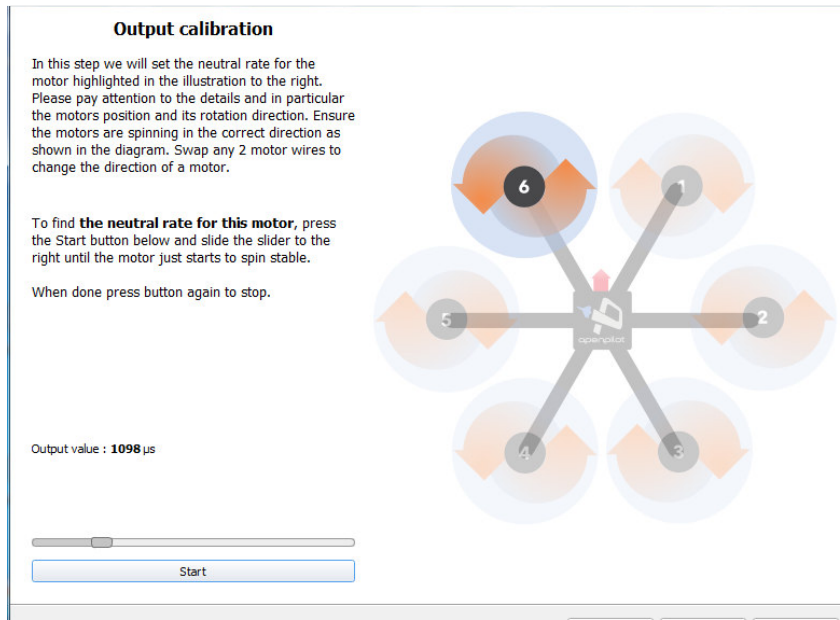 Output calibration
In this step we will set the neutral rate for the
motor highlighted in the illustration to the right.
Please pay attention to the details and in particular
the motors position and its rotation direction. Ensure
the motors are spinning in the correct direction as
shown in the diagram. Swap any 2 motor wires to
change the direction of a motor.
To find the neutral rate for this motor, press
the Start button below and slide the slider to the
right until the motor just starts to spin stable.
When done press button again to stop.
Output value : 1098 µs
Start
6
1
5
2
openpilot
4
3